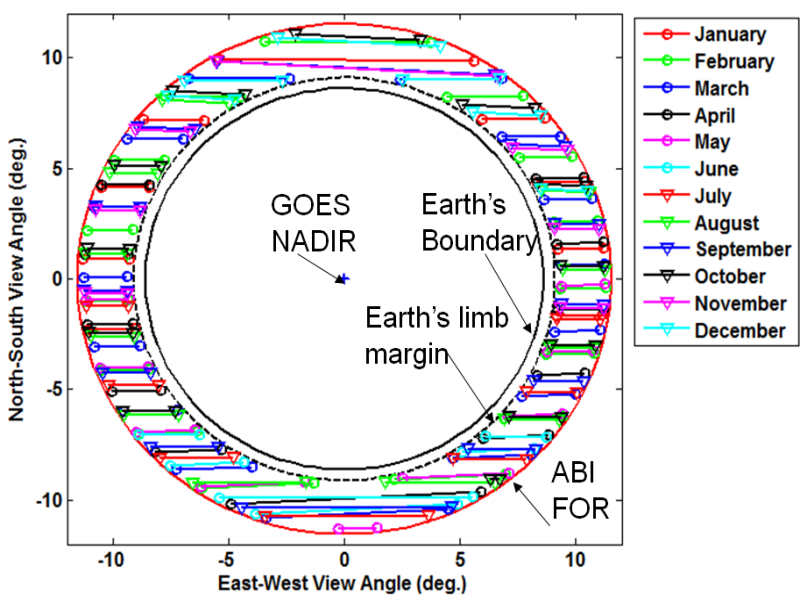 10
5
0
-5
-10
-10
-5
0
5
10
North-South View Angle (deg.)
East-West View Angle (deg.)
GOES
NADIR
Earth's
Boundary
Earth's limb
margin
ABI
FOR
January
February
March
April
May
June
July
August
September
October
November
December